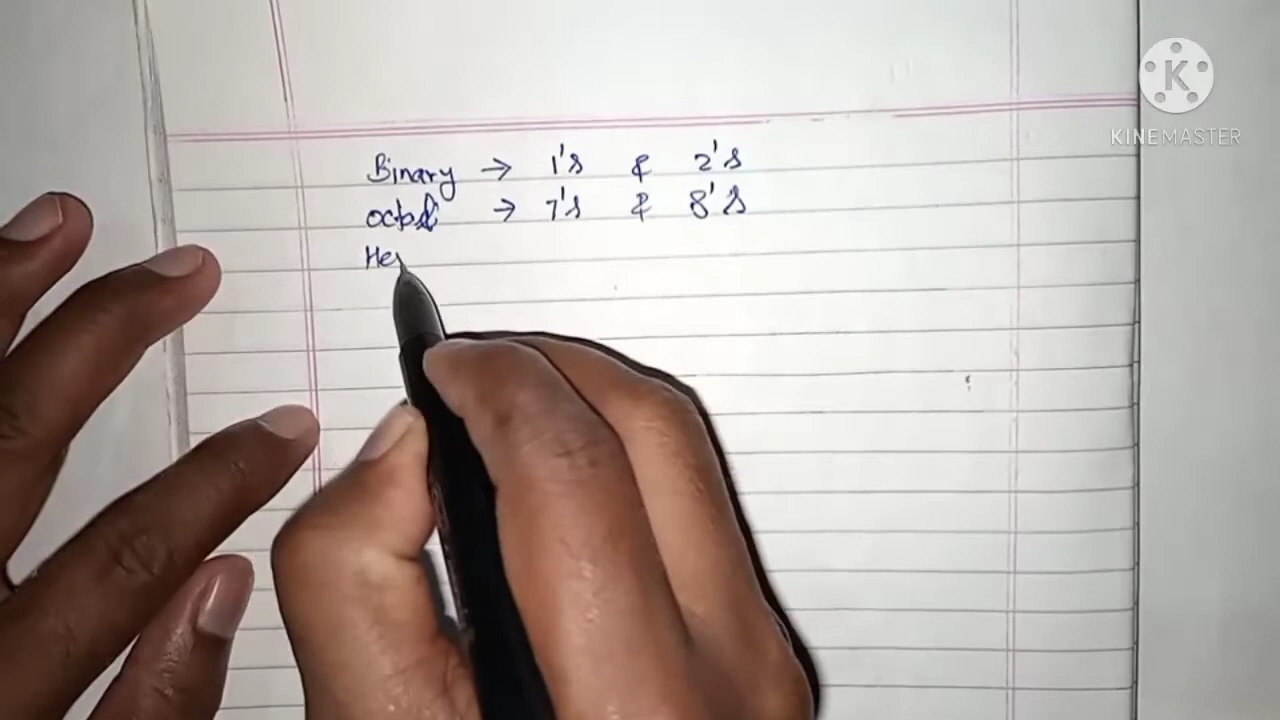 Binary → 1's & 2's
octal → 7's & 8's
He
K
KINEMASTER